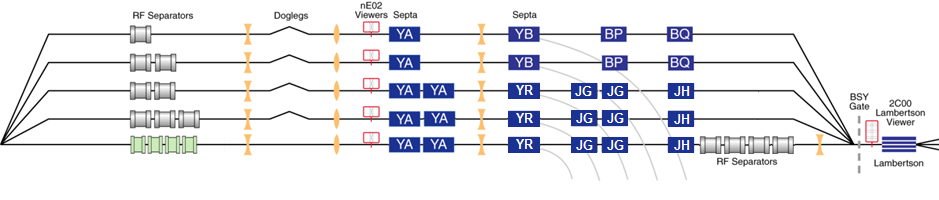 RF Separators
Doglegs
nE02
Viewers
Septa
Septa
YA YB BP BQ
YA YB BP BQ
YA YA YR JG JG JH
YA YA YR JG JG JH
YA YA YR JG JG JH
RF Separators
BSY
Gate
2C00
Lambertson
Viewer
Lambertson